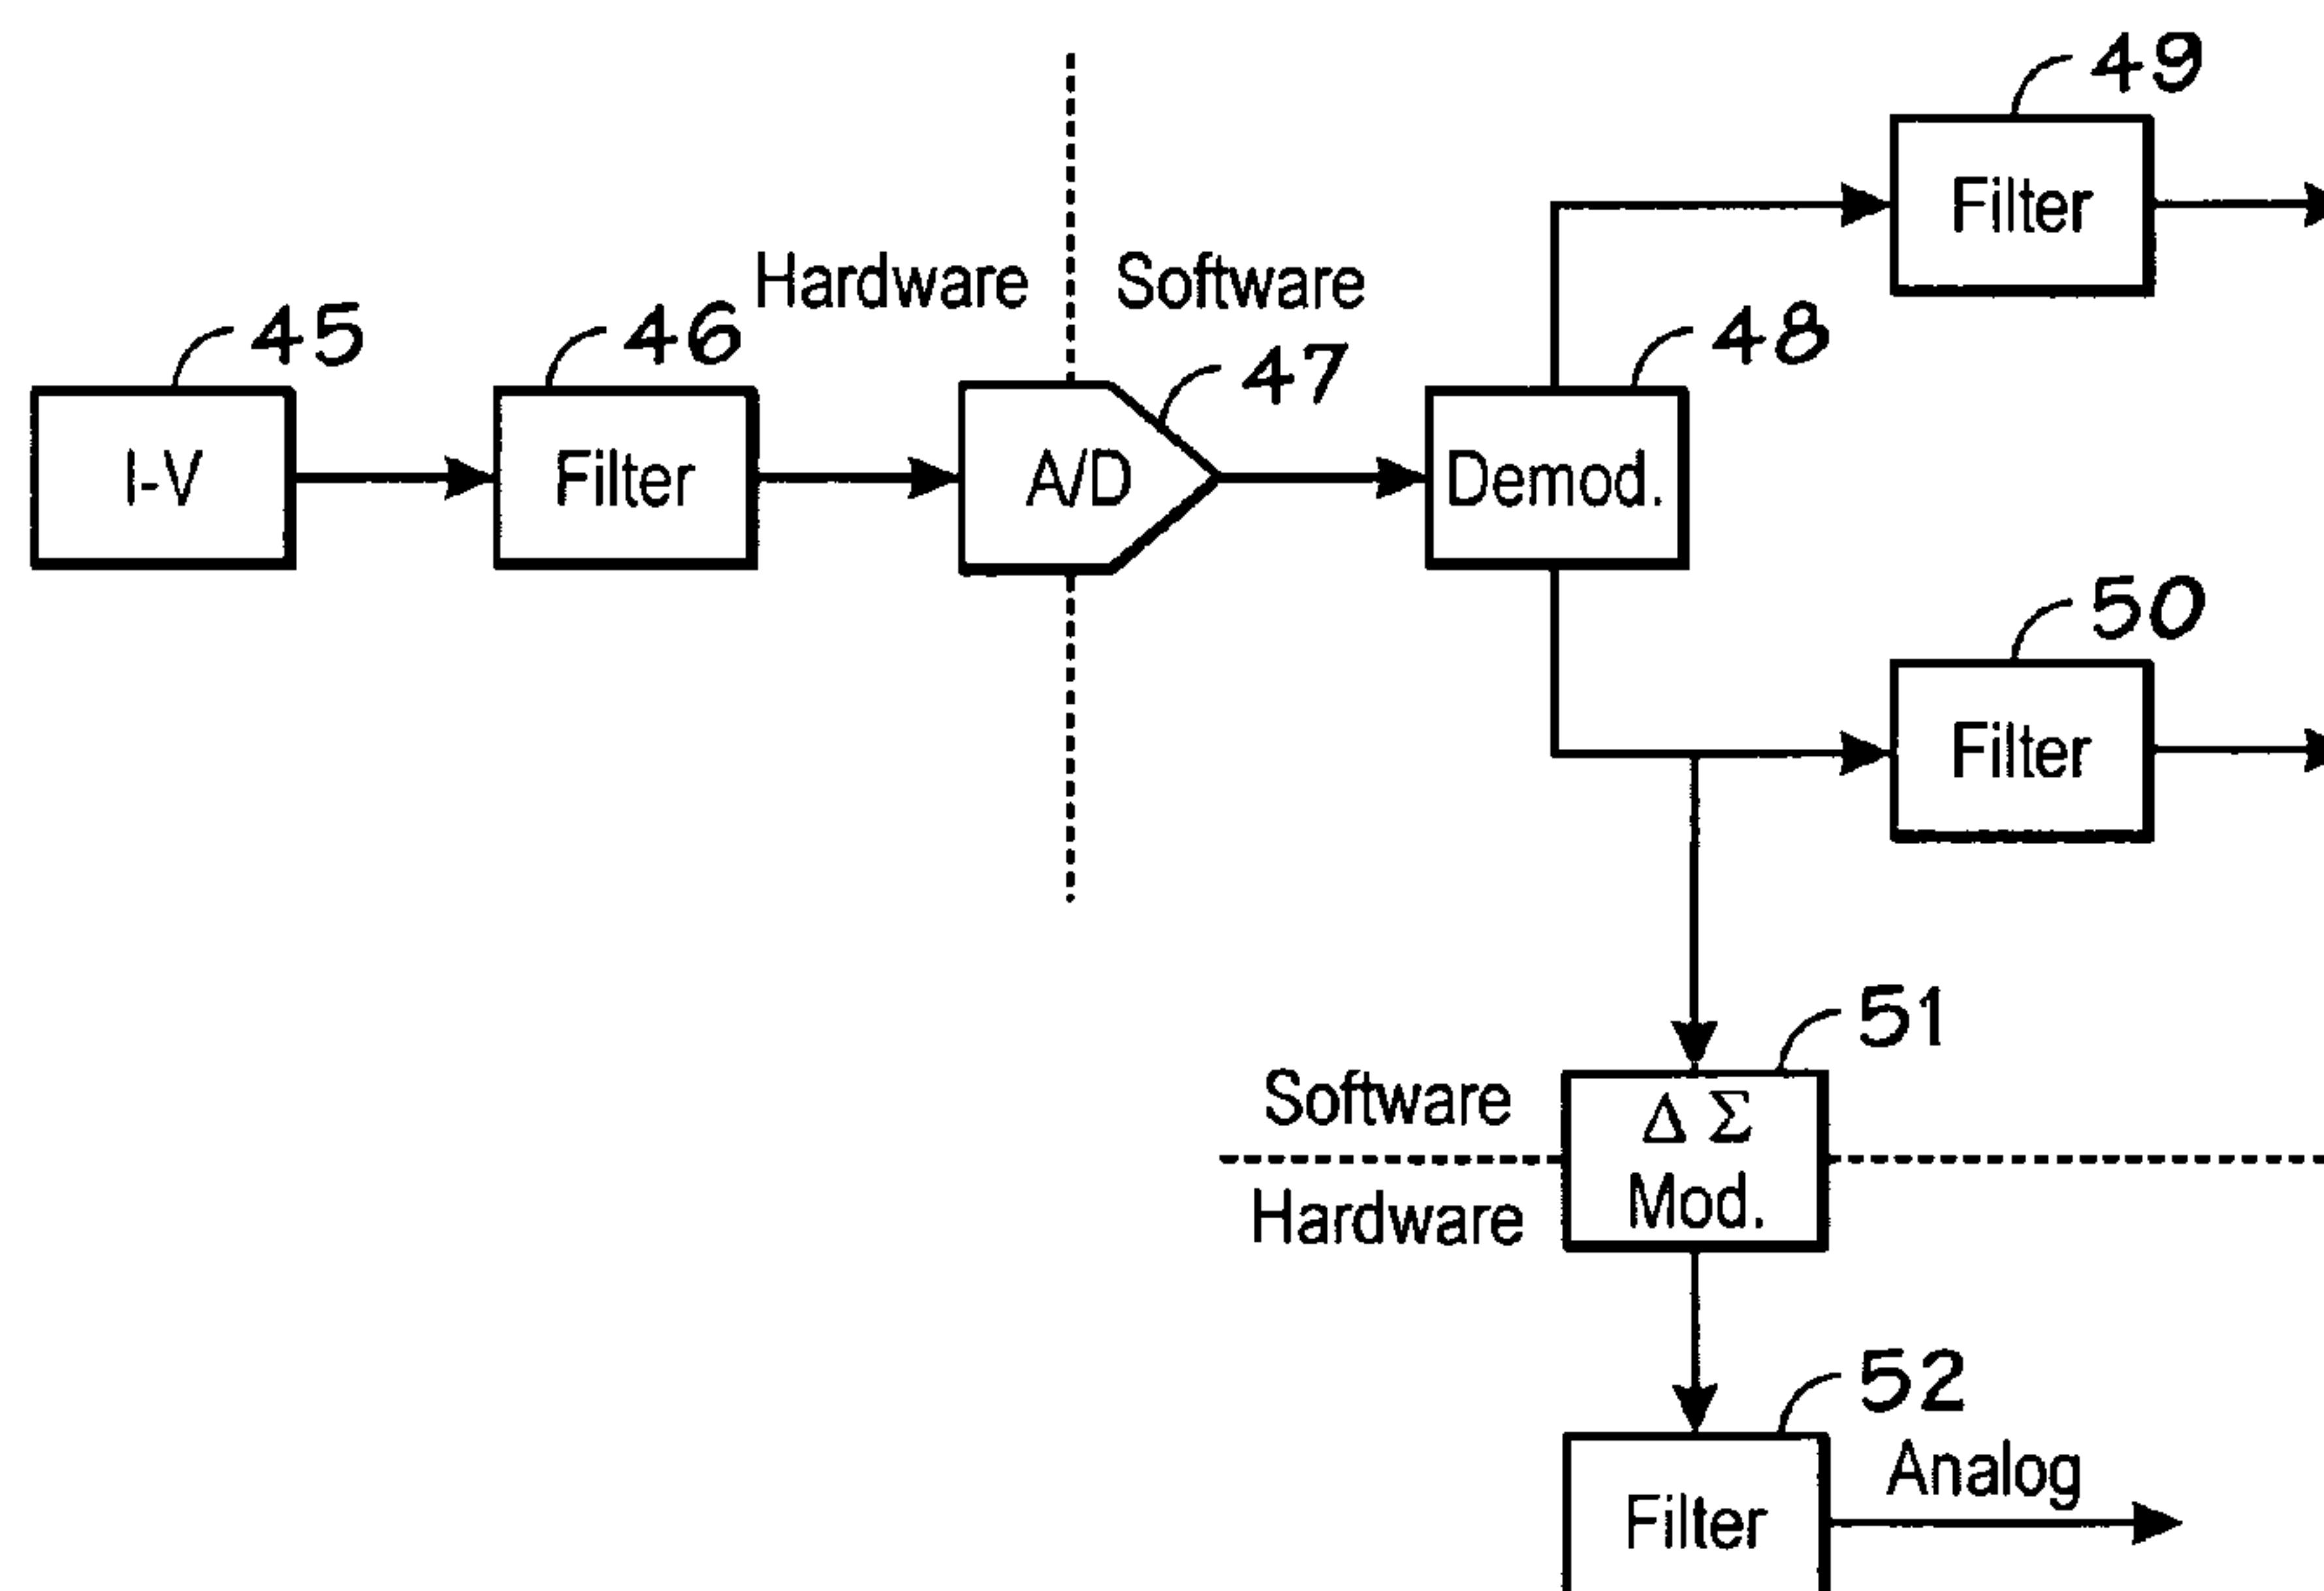 49
Filter
Hardware
Software
45
46
47
48
I-V
Filter
A/D
Demod.
50
Filter
51
Software
Δ Σ
Mod.
Hardware
52
Analog
Filter